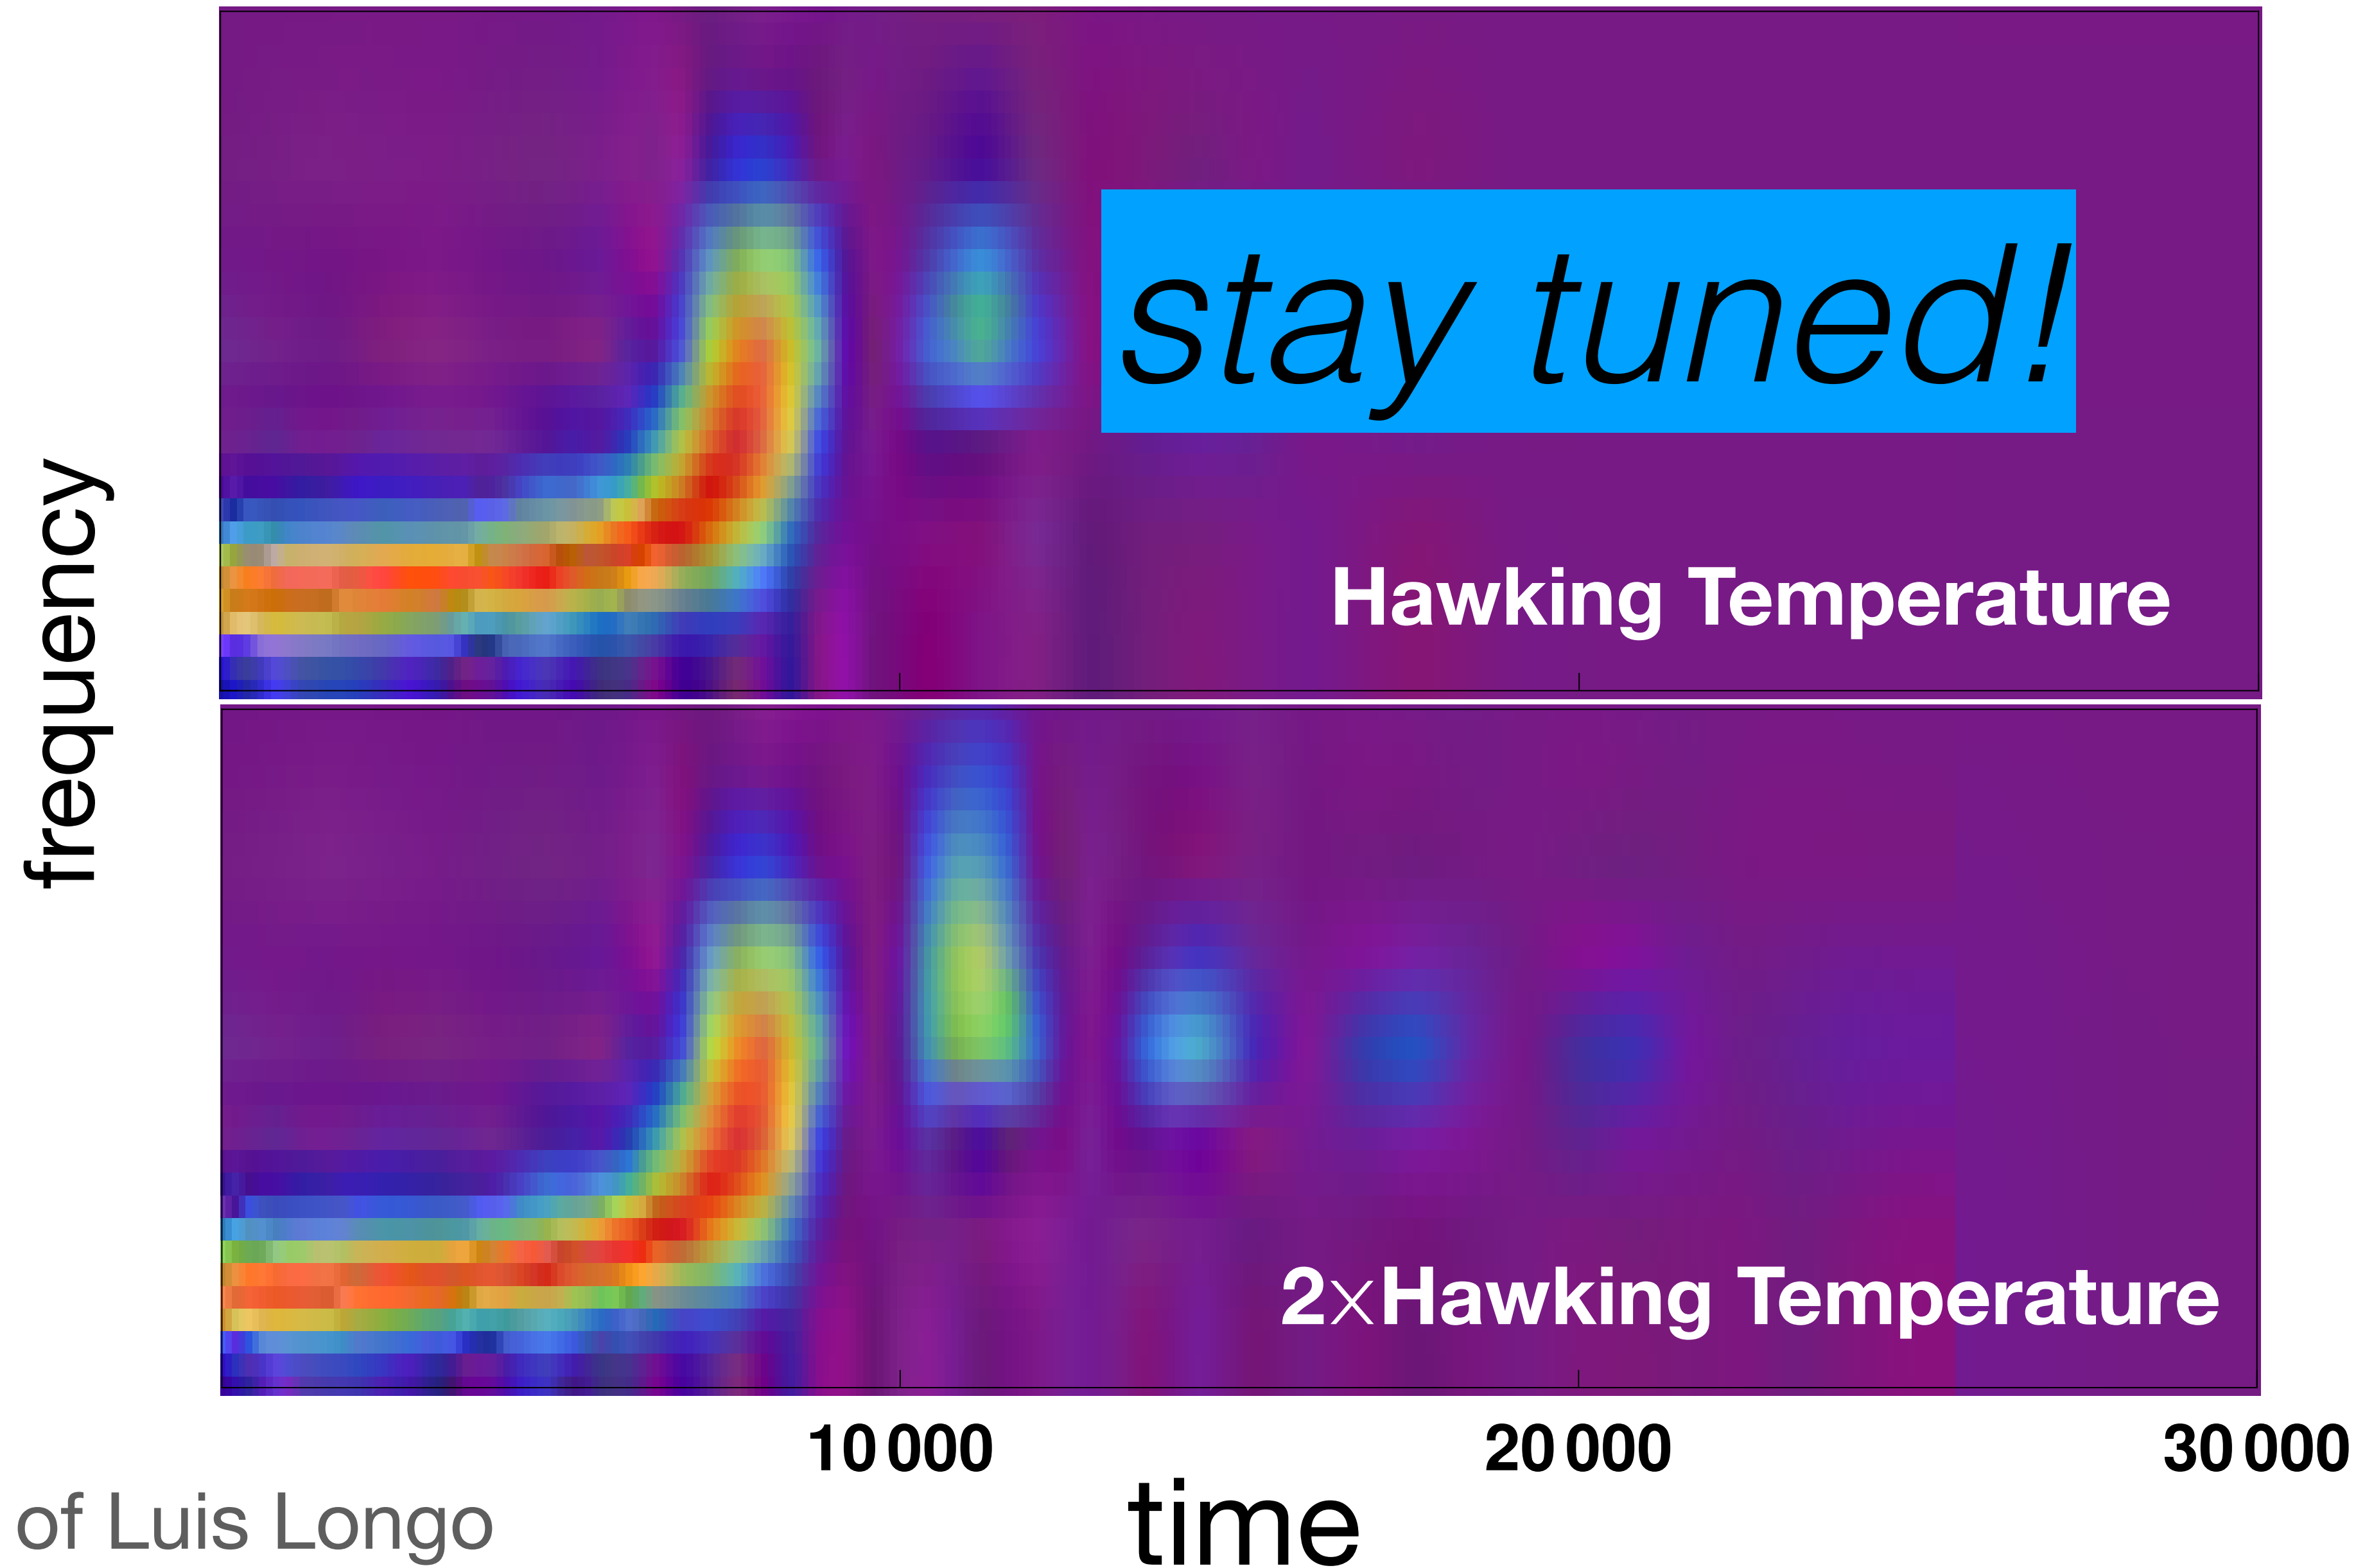 stay tuned!
Hawking Temperature
frequency
2×Hawking Temperature
10 000
20 000
30 000
time
of Luis Longo